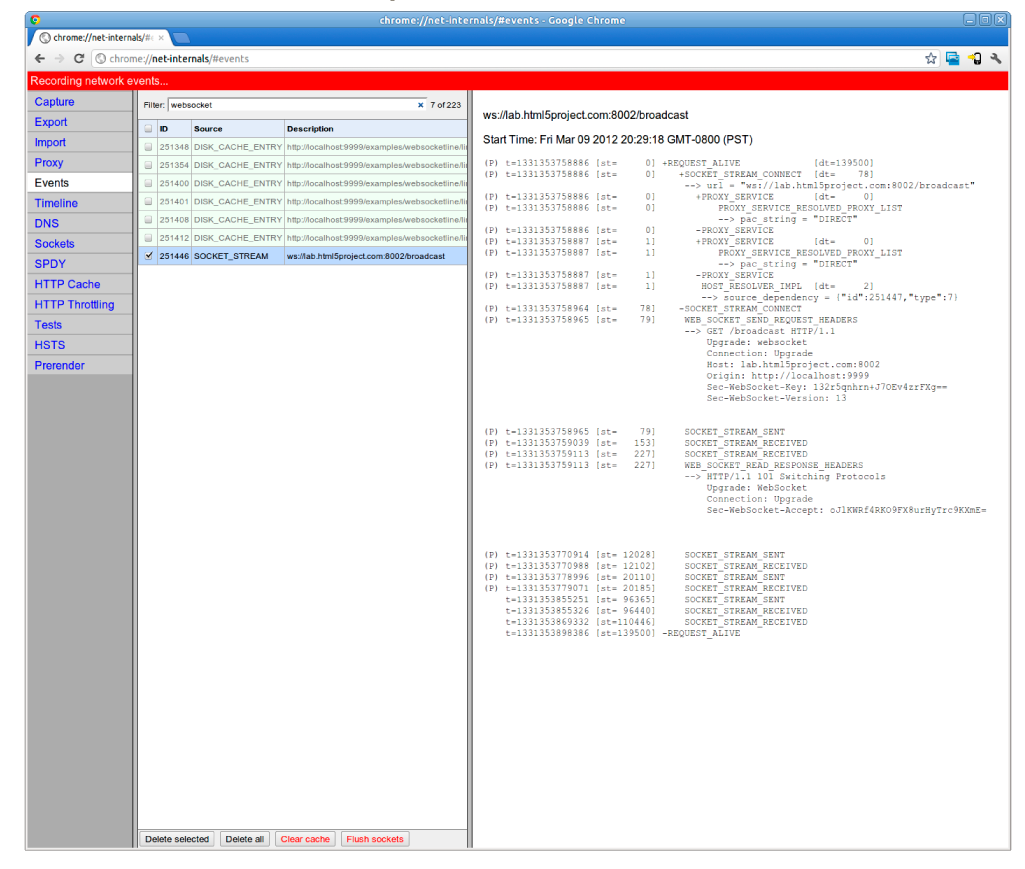 chrome://net-internals/#events - Google Chrome
chrome://net-internals/#e
chrome://net-internals/#events
Recording network events...
Capture
Export
Import
Proxy
Events
Timeline
DNS
Sockets
SPDY
HTTP Cache
HTTP Throttling
Tests
HSTS
Prerender
Filter: websocket × 7 of 223
ID Source Description
251348 DISK_CACHE_ENTRY http://localhost:9999/examples/websocketline/li
251354 DISK_CACHE_ENTRY http://localhost:9999/examples/websocketline/li
251400 DISK_CACHE_ENTRY http://localhost:9999/examples/websocketline/li
251401 DISK_CACHE_ENTRY http://localhost:9999/examples/websocketline/li
251408 DISK_CACHE_ENTRY http://localhost:9999/examples/websocketline/li
251412 DISK_CACHE_ENTRY http://localhost:9999/examples/websocketline/li
251446 SOCKET_STREAM ws://lab.html5project.com:8002/broadcast
Delete selected Delete all Clear cache Flush sockets
ws://lab.html5project.com:8002/broadcast
Start Time: Fri Mar 09 2012 20:29:18 GMT-0800 (PST)
(P) t=1331353758886 [st= 0] +REQUEST_ALIVE [dt=139500]
(P) t=1331353758886 [st= 0] +SOCKET_STREAM_CONNECT [dt= 78]
--> url = "ws://lab.html5project.com:8002/broadcast"
(P) t=1331353758886 [st= 0] +PROXY_SERVICE [dt= 0]
(P) t=1331353758886 [st= 0] PROXY_SERVICE_RESOLVED_PROXY_LIST
--> pac_string = "DIRECT"
(P) t=1331353758886 [st= 0] -PROXY_SERVICE
(P) t=1331353758887 [st= 1] +PROXY_SERVICE [dt= 0]
(P) t=1331353758887 [st= 1] PROXY_SERVICE_RESOLVED_PROXY_LIST
--> pac_string = "DIRECT"
(P) t=1331353758887 [st= 1] -PROXY_SERVICE
(P) t=1331353758887 [st= 1] HOST_RESOLVER_IMPL [dt= 2]
--> source_dependency = {"id":251447,"type":7}
(P) t=1331353758964 [st= 78] -SOCKET_STREAM_CONNECT
(P) t=1331353758965 [st= 79] WEB_SOCKET_SEND_REQUEST_HEADERS
--> GET /broadcast HTTP/1.1
Upgrade: websocket
Connection: Upgrade
Host: lab.html5project.com:8002
Origin: http://localhost:9999
Sec-WebSocket-Key: 132r5qnhrn+J7OEv4zrFXg==
Sec-WebSocket-Version: 13
(P) t=1331353758965 [st= 79] SOCKET_STREAM_SENT
(P) t=1331353759039 [st= 153] SOCKET_STREAM_RECEIVED
(P) t=1331353759113 [st= 227] SOCKET_STREAM_RECEIVED
(P) t=1331353759113 [st= 227] WEB_SOCKET_READ_RESPONSE_HEADERS
--> HTTP/1.1 101 Switching Protocols
Upgrade: WebSocket
Connection: Upgrade
Sec-WebSocket-Accept: oJlKWRf4RKO9FX8urHyTrc9KXmE=
(P) t=1331353770914 [st= 12028] SOCKET_STREAM_SENT
(P) t=1331353770988 [st= 12102] SOCKET_STREAM_RECEIVED
(P) t=1331353778996 [st= 20110] SOCKET_STREAM_SENT
(P) t=1331353779071 [st= 20185] SOCKET_STREAM_RECEIVED
t=1331353855251 [st= 96365] SOCKET_STREAM_SENT
t=1331353855326 [st= 96440] SOCKET_STREAM_RECEIVED
t=1331353869332 [st=110446] SOCKET_STREAM_RECEIVED
t=1331353898386 [st=139500] -REQUEST_ALIVE